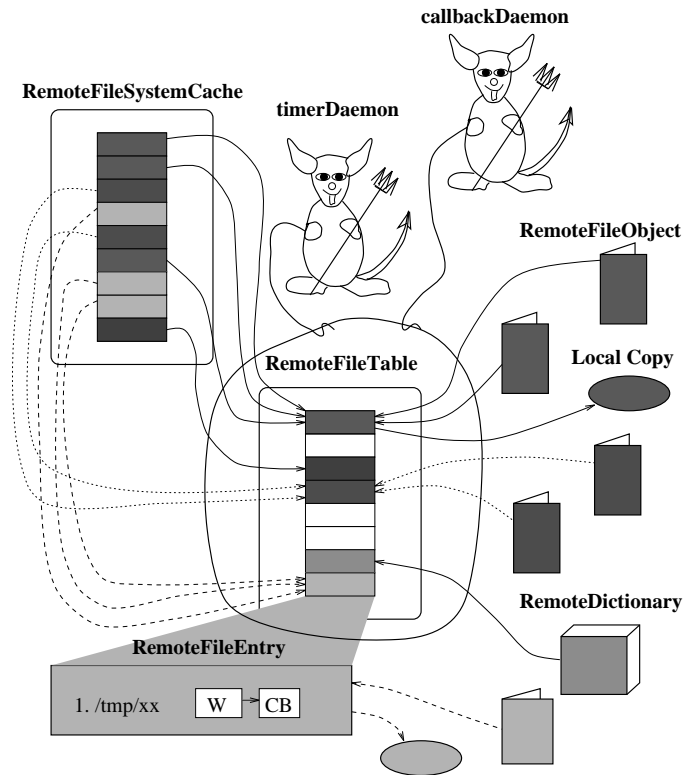 callbackDaemon
RemoteFileSystemCache
timerDaemon
RemoteFileObject
RemoteFileTable
Local Copy
RemoteDictionary
RemoteFileEntry
1. /tmp/xx
W
CB